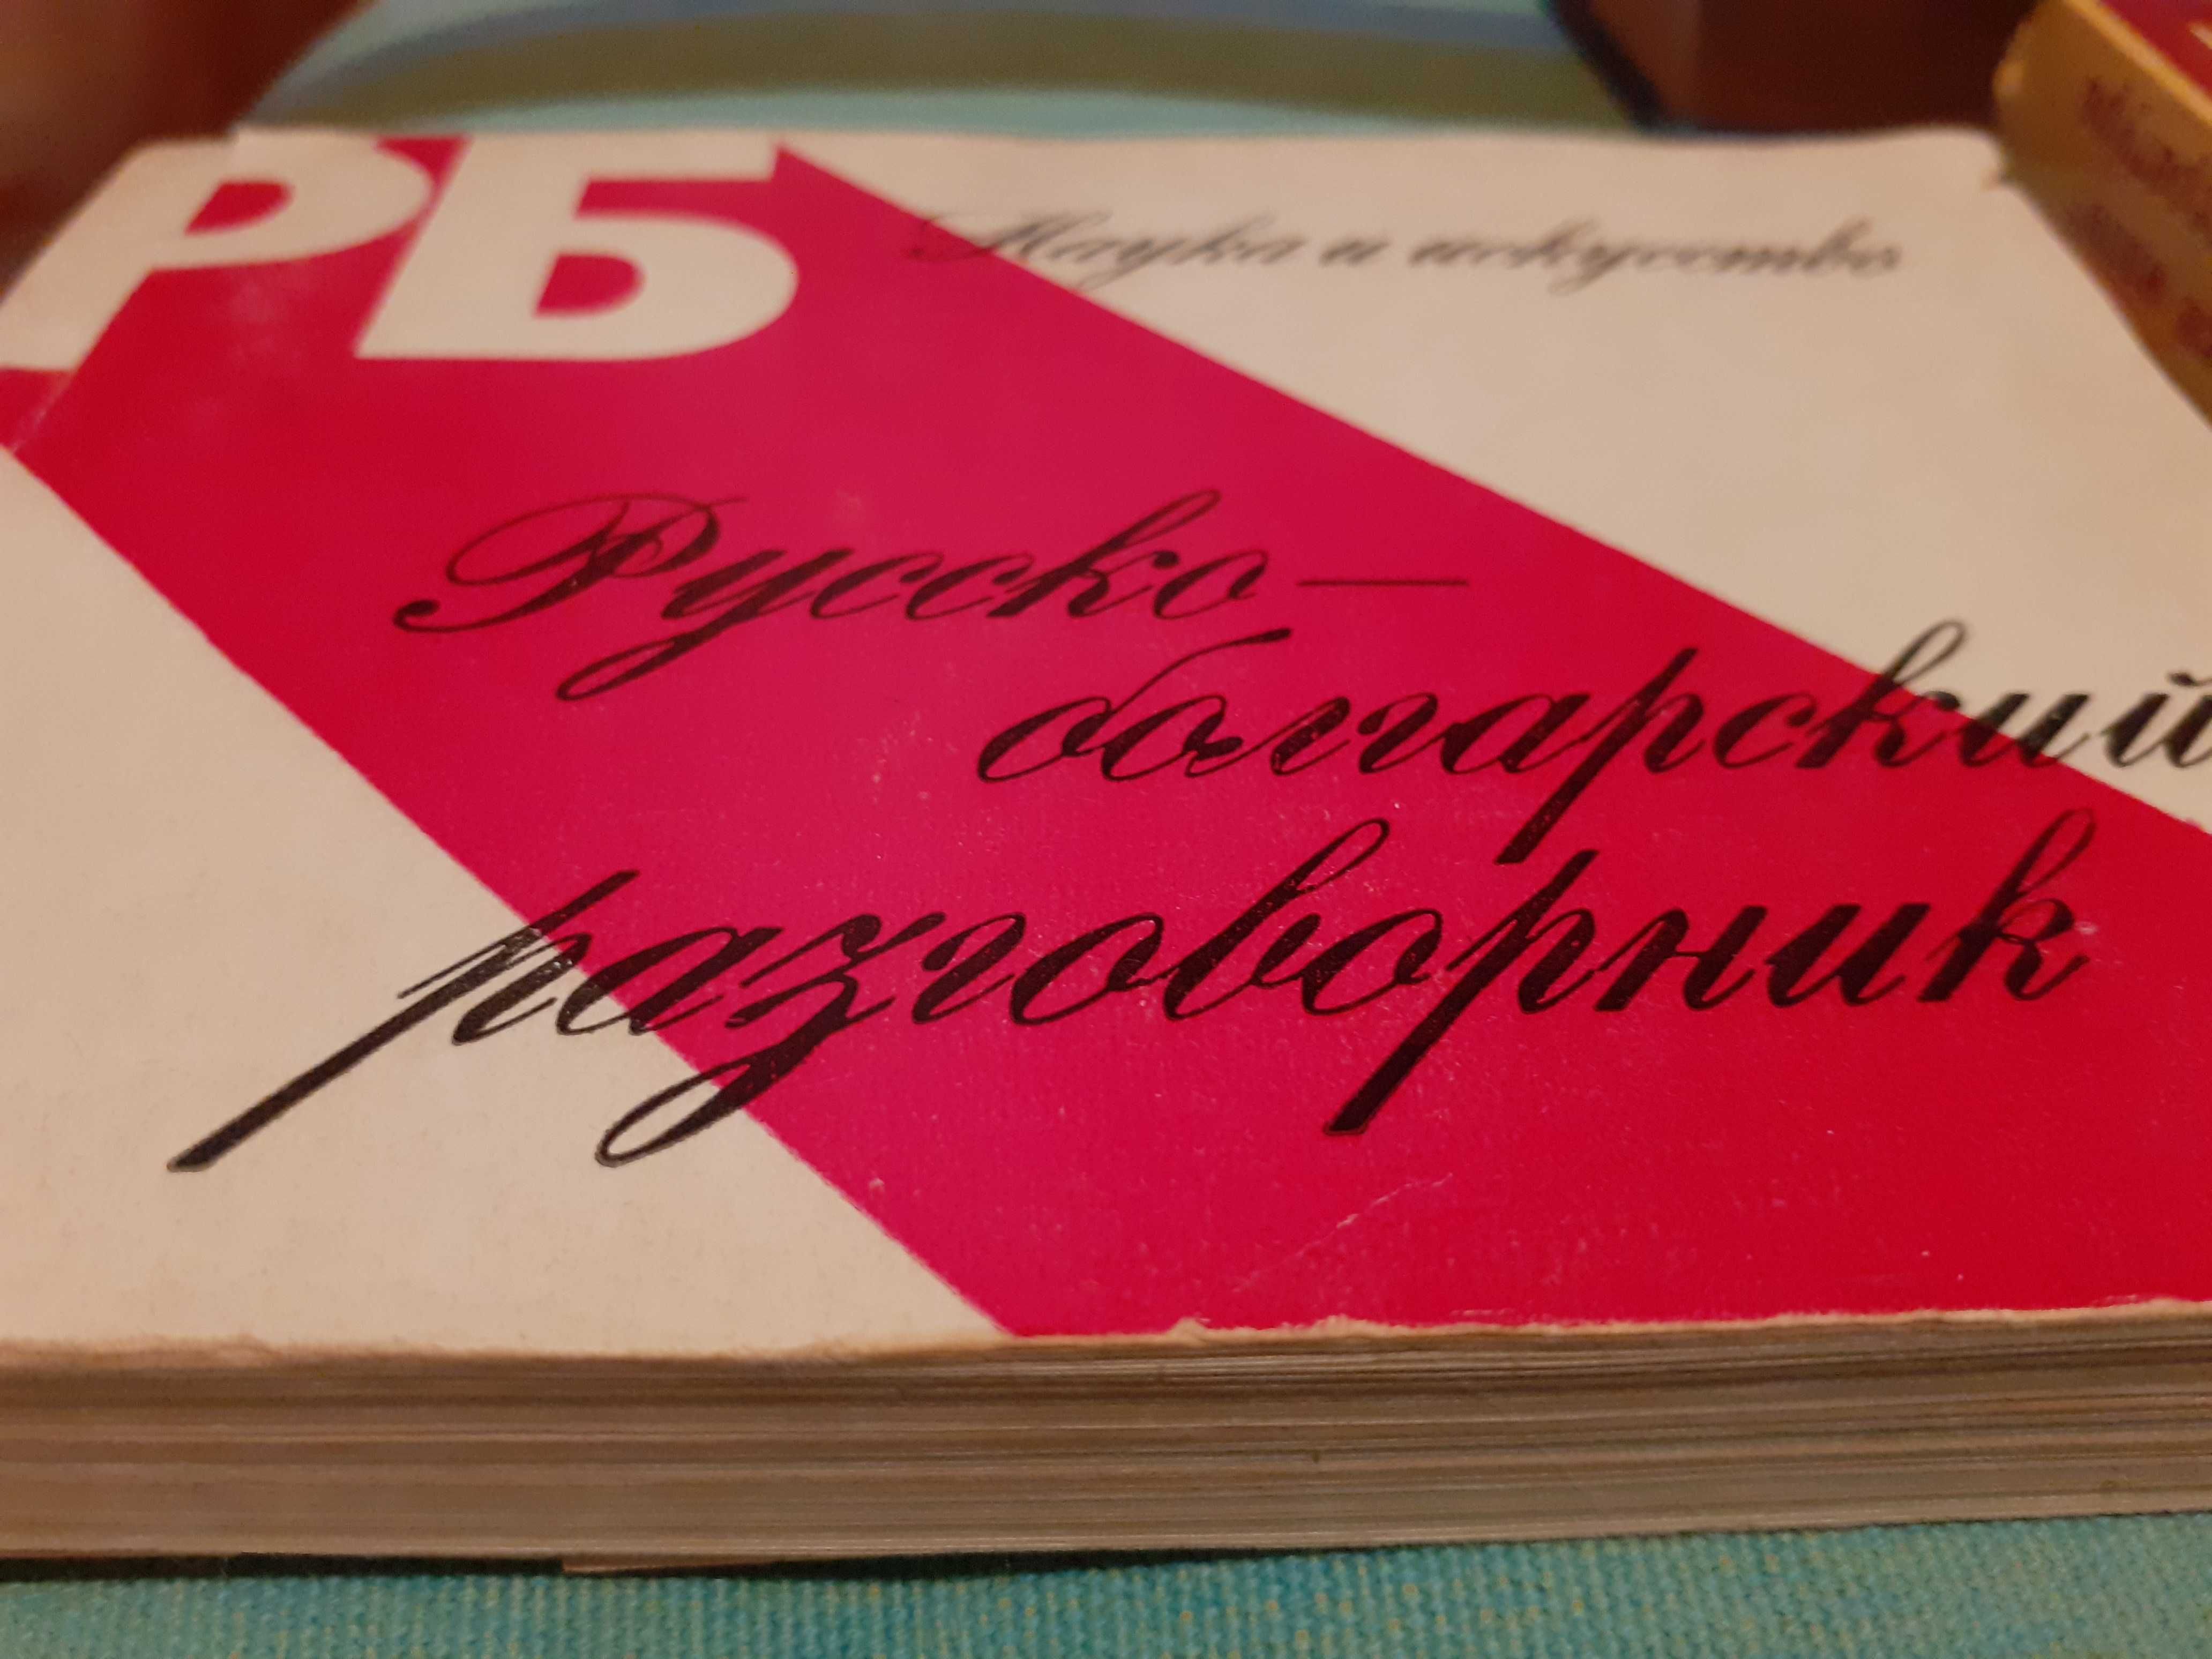 РБ
Наука и искусство
Русско—
болгарский
разговорник